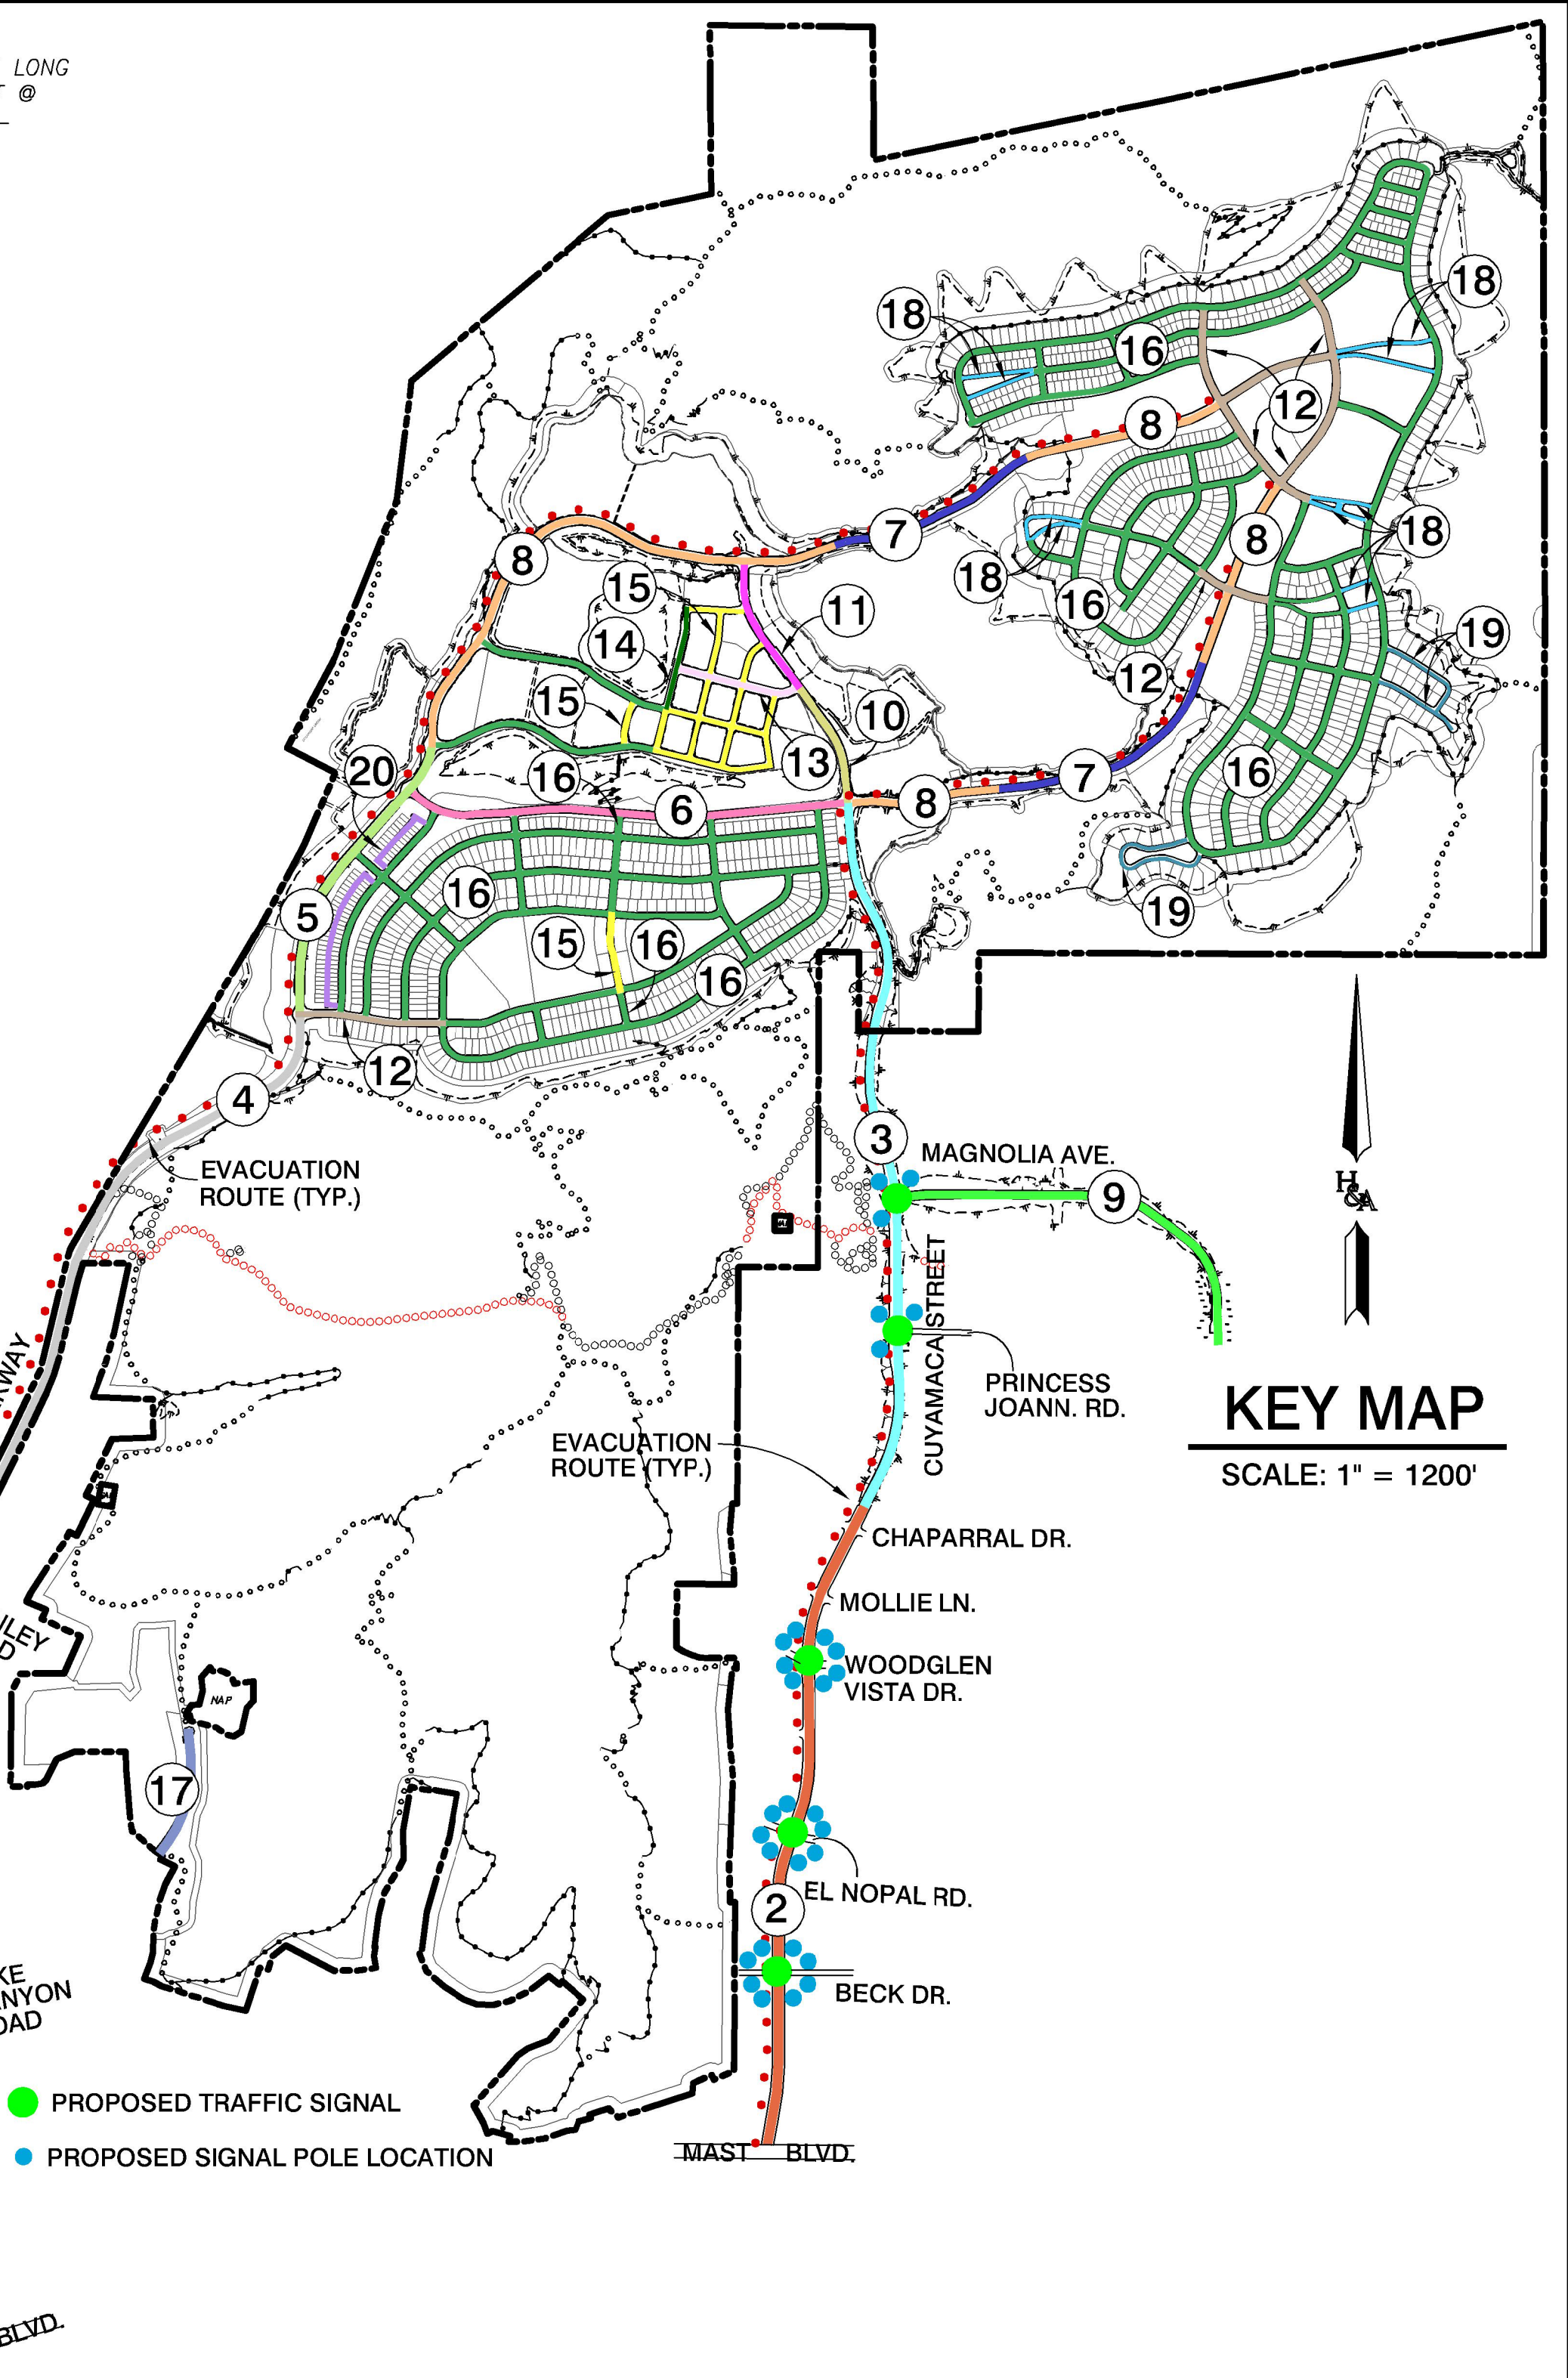 LONG
@
18
18
16
12
8
7
8
18
8
15
11
18
16
14
19
12
15
10
13
20
16
7
16
6
8
16
19
5
15
16
16
12
4
3
MAGNOLIA AVE.
EVACUATION
ROUTE (TYP.)
9
H&A
CUYAMACA STREET
PRINCESS
JOANN. RD.
KEY MAP
SCALE: 1" = 1200'
EVACUATION
ROUTE (TYP.)
CHAPARRAL DR.
MOLLIE LN.
WOODGLEN
VISTA DR.
NAP
17
EL NOPAL RD.
2
BECK DR.
PROPOSED TRAFFIC SIGNAL
PROPOSED SIGNAL POLE LOCATION
MAST BLVD.
BLVD.